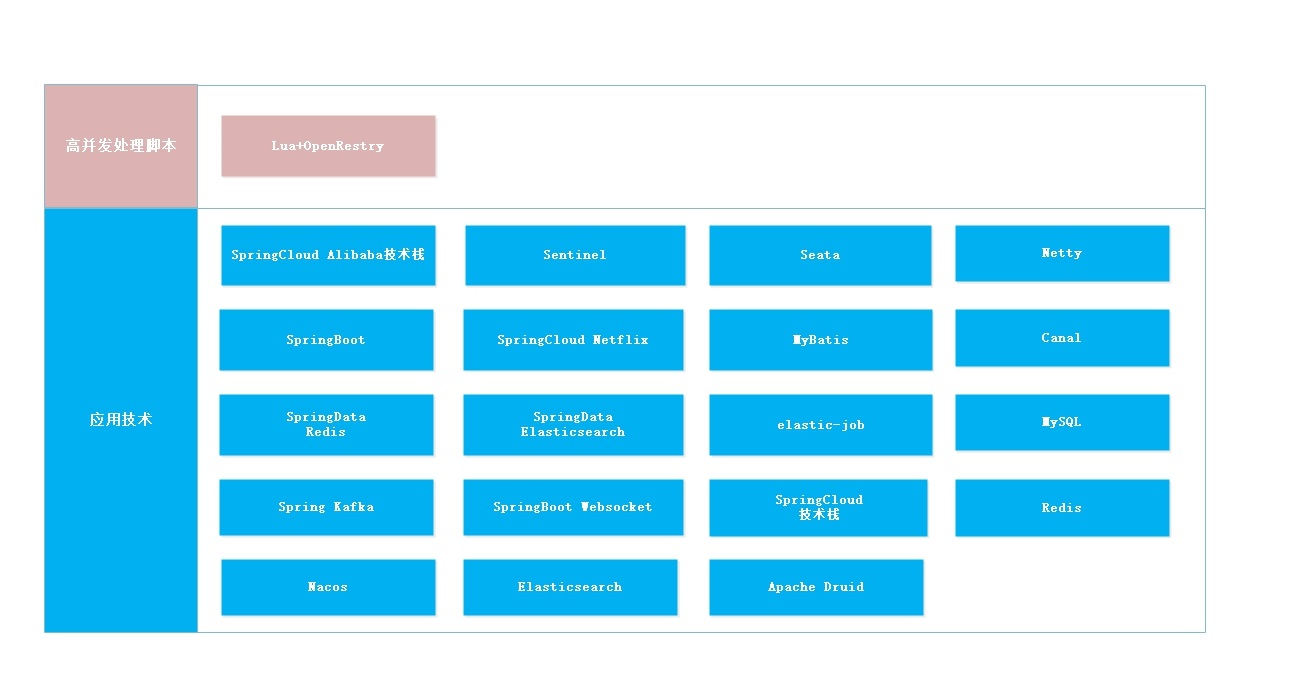 高并发处理脚本
Lua+OpenRestry
应用技术
SpringCloud Alibaba技术栈
Sentinel
Seata
Netty
SpringBoot
SpringCloud Netflix
MyBatis
Canal
SpringData
Redis
SpringData
Elasticsearch
elastic-job
MySQL
Spring Kafka
SpringBoot Websocket
SpringCloud
技术栈
Redis
Nacos
Elasticsearch
Apache Druid